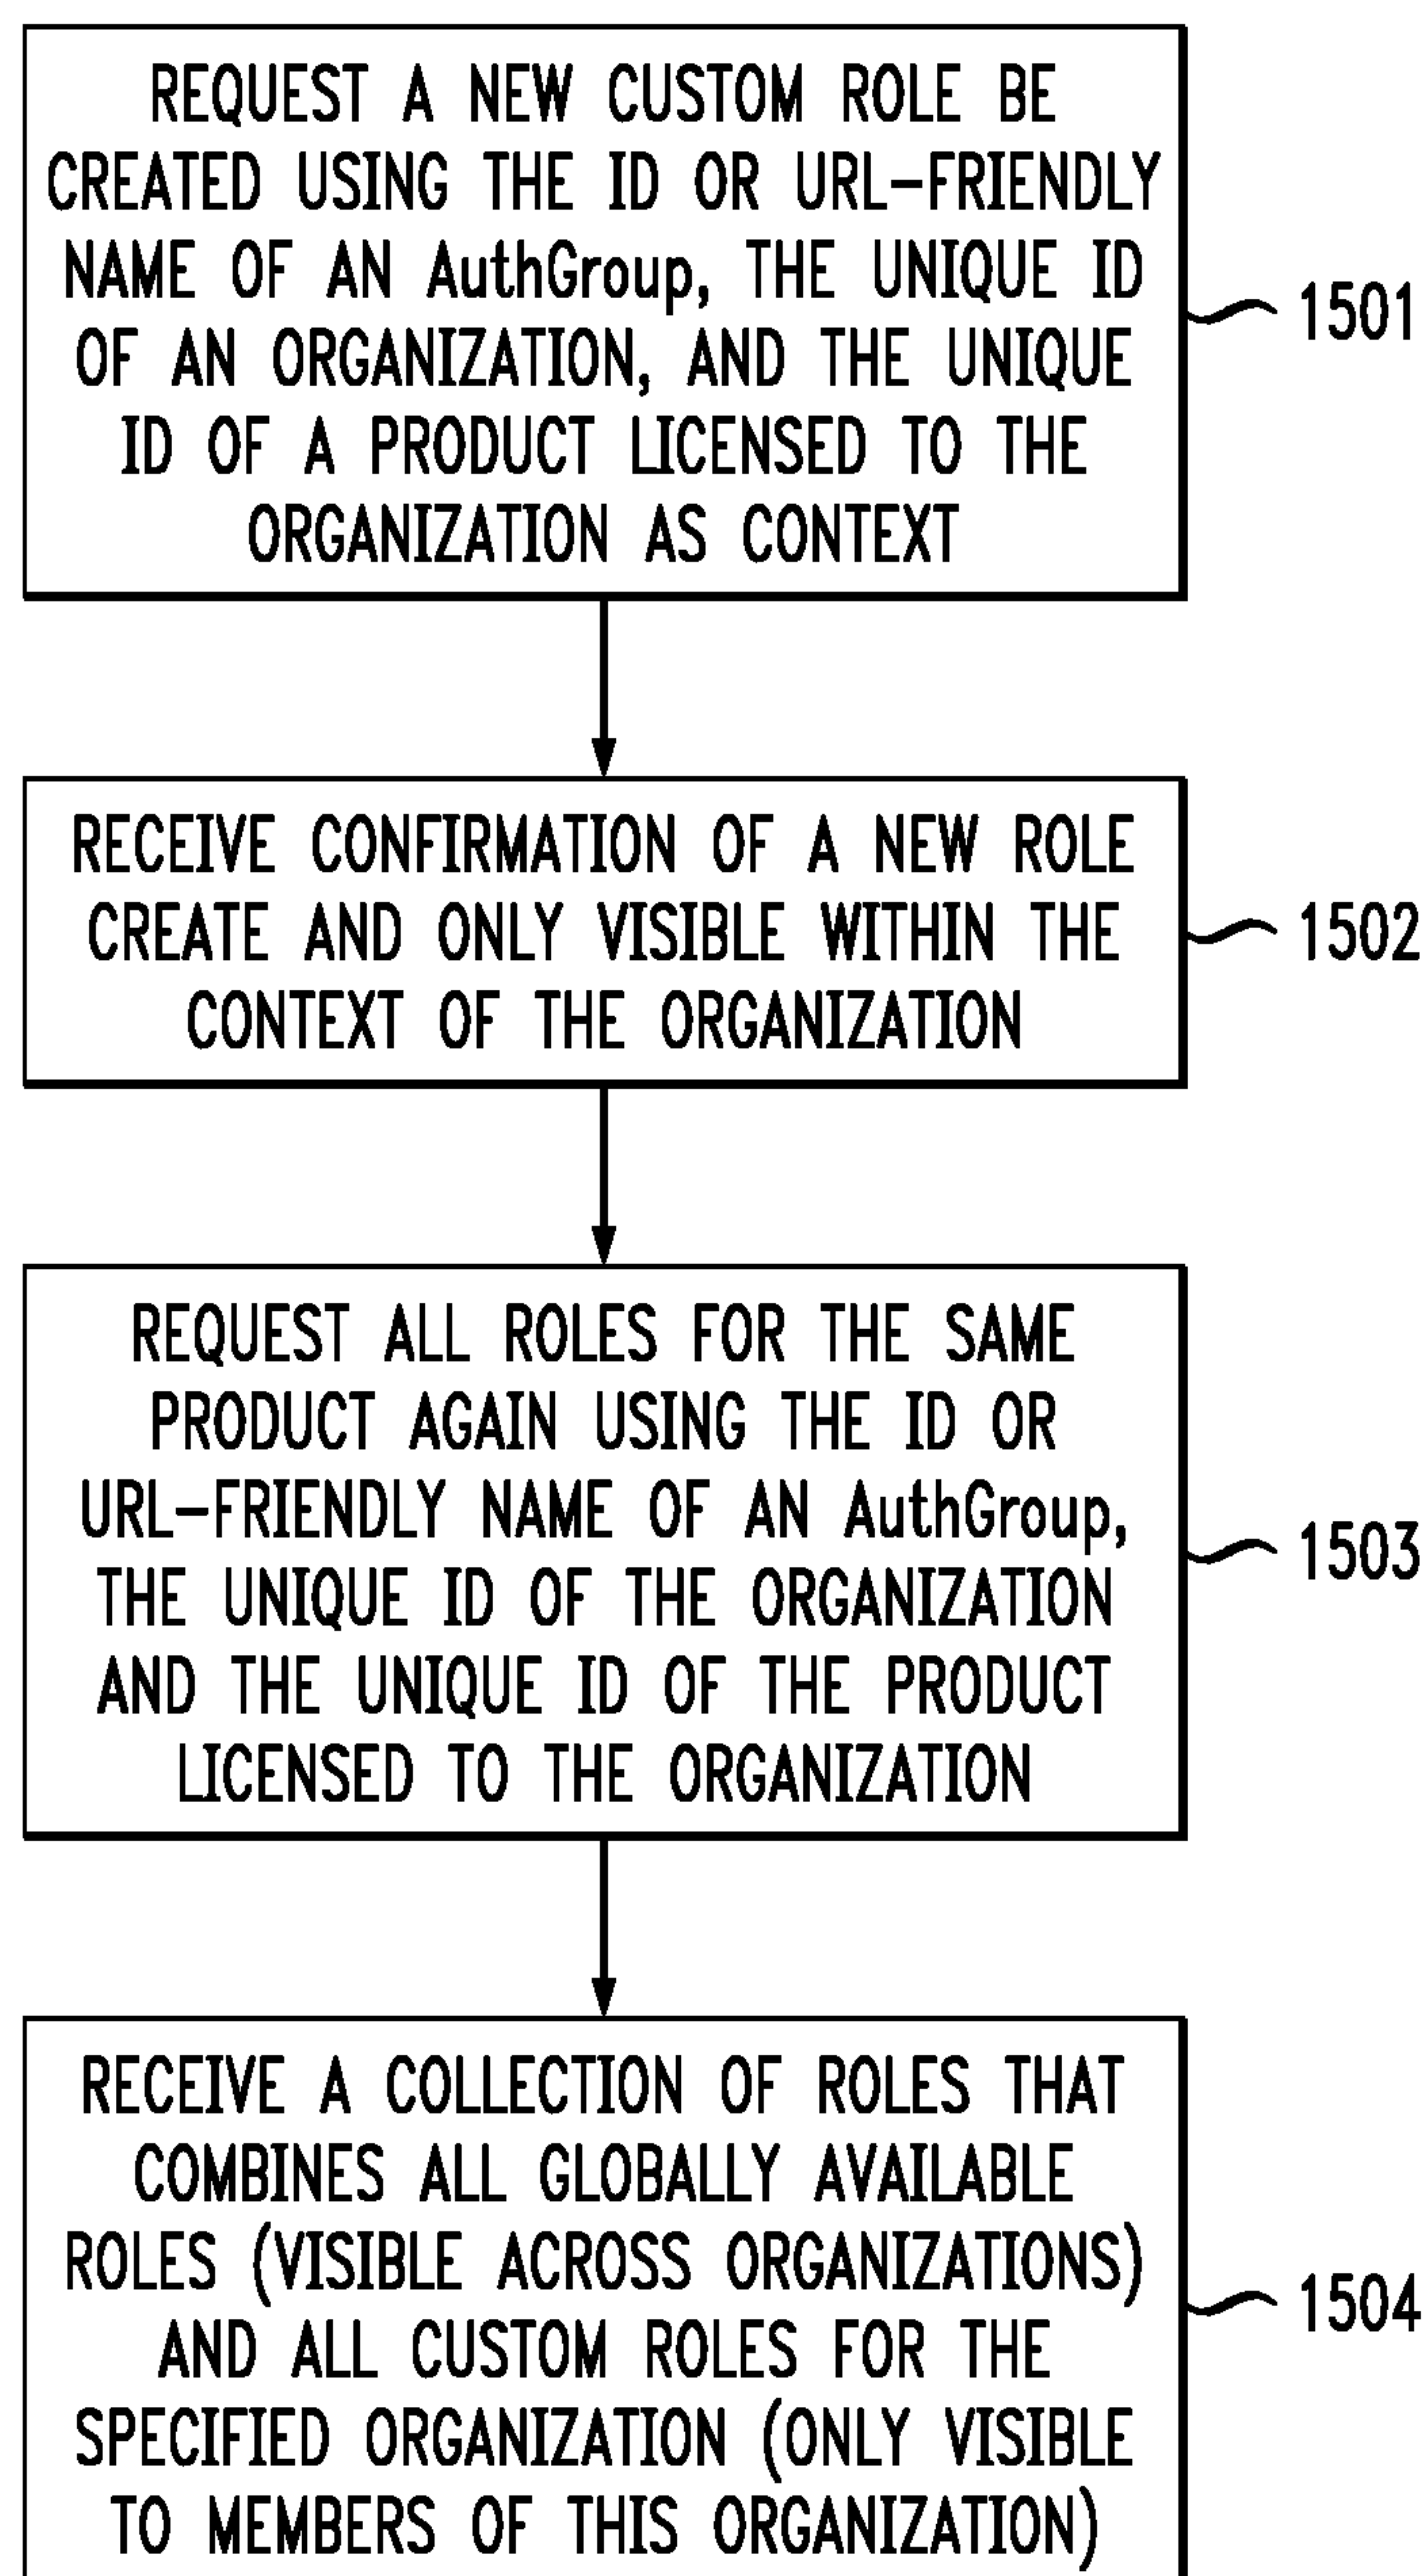 REQUEST A NEW CUSTOM ROLE BE
CREATED USING THE ID OR URL-FRIENDLY
NAME OF AN AuthGroup, THE UNIQUE ID
OF AN ORGANIZATION, AND THE UNIQUE
ID OF A PRODUCT LICENSED TO THE
ORGANIZATION AS CONTEXT
1501
RECEIVE CONFIRMATION OF A NEW ROLE
CREATE AND ONLY VISIBLE WITHIN THE
CONTEXT OF THE ORGANIZATION
1502
REQUEST ALL ROLES FOR THE SAME
PRODUCT AGAIN USING THE ID OR
URL-FRIENDLY NAME OF AN AuthGroup,
THE UNIQUE ID OF THE ORGANIZATION
AND THE UNIQUE ID OF THE PRODUCT
LICENSED TO THE ORGANIZATION
1503
RECEIVE A COLLECTION OF ROLES THAT
COMBINES ALL GLOBALLY AVAILABLE
ROLES (VISIBLE ACROSS ORGANIZATIONS)
AND ALL CUSTOM ROLES FOR THE
SPECIFIED ORGANIZATION (ONLY VISIBLE
TO MEMBERS OF THIS ORGANIZATION)
1504